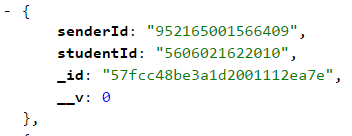 - {
senderId: "952165001566409",
studentId: "5606021622010",
_id: "57fcc48be3a1d2001112ea7e",
__v: 0
},